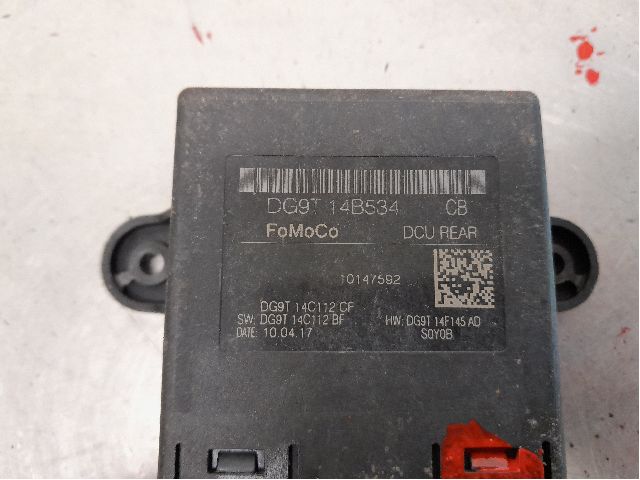 DG9T 14B534 CB
FoMoCo DCU REAR
10147592
DG9T 14C112 CF
SW: DG9T 14C112 BF HW: DG9T 14F145 AD
DATE: 10.04.17 SQY0B